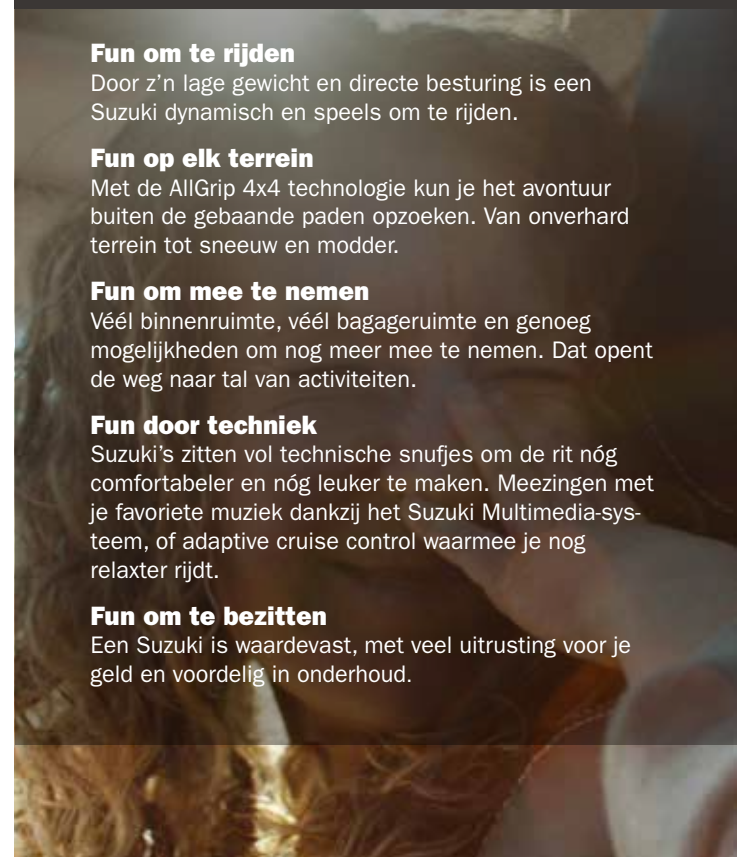 Fun om te rijden
Door z’n lage gewicht en directe besturing is een
Suzuki dynamisch en speels om te rijden.
Fun op elk terrein
Met de AllGrip 4x4 technologie kun je het avontuur
buiten de gebaande paden opzoeken. Van onverhard
terrein tot sneeuw en modder.
Fun om mee te nemen
Véél binnenruimte, véél bagageruimte en genoeg
mogelijkheden om nog meer mee te nemen. Dat opent
de weg naar tal van activiteiten.
Fun door techniek
Suzuki’s zitten vol technische snufjes om de rit nóg
comfortabeler en nóg leuker te maken. Meezingen met
je favoriete muziek dankzij het Suzuki Multimedia-sys-
teem, of adaptive cruise control waarmee je nog
relaxter rijdt.
Fun om te bezitten
Een Suzuki is waardevast, met veel uitrusting voor je
geld en voordelig in onderhoud.